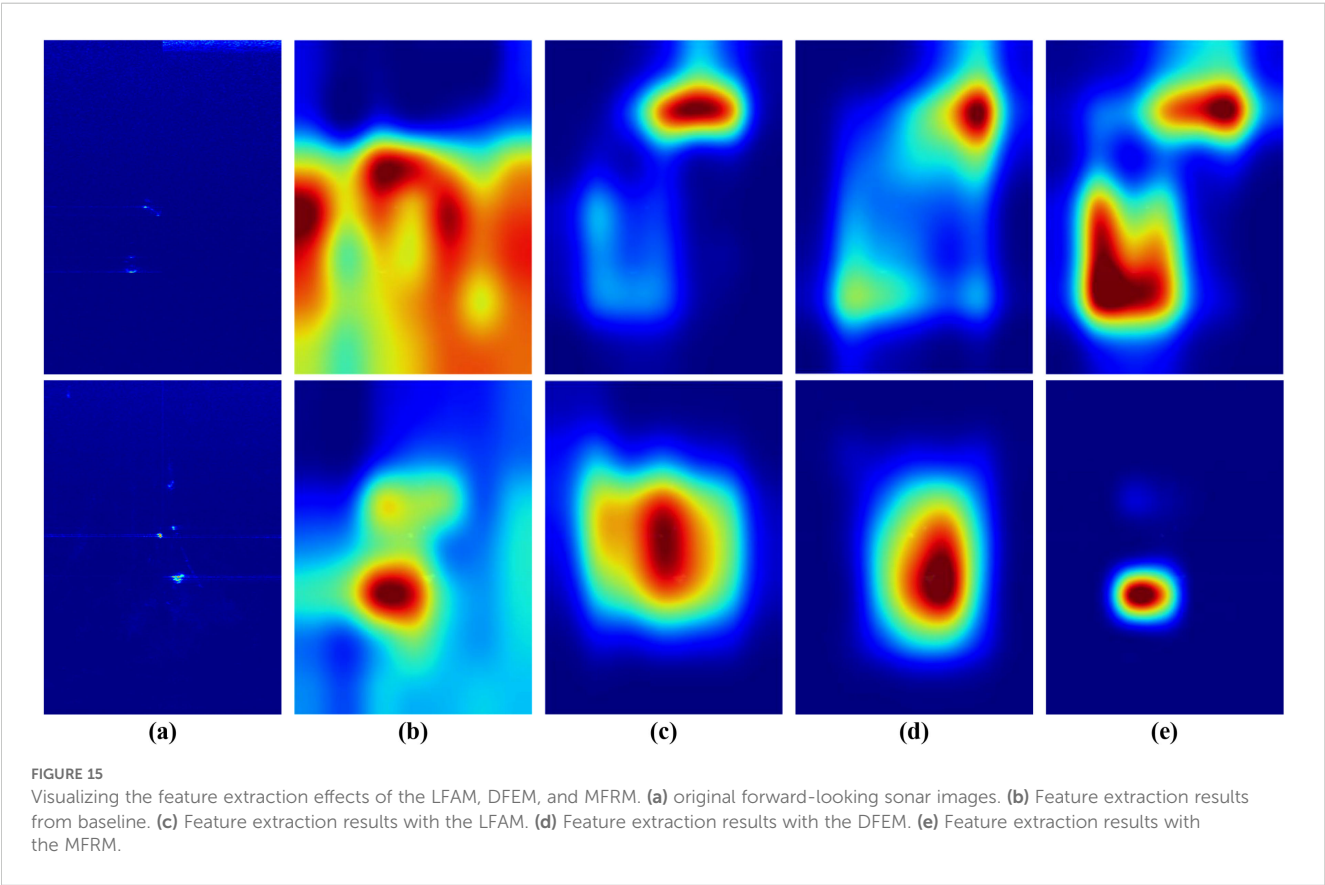 (a) (b) (c) (d) (e)
FIGURE 15
Visualizing the feature extraction effects of the LFAM, DFEM, and MFRM. (a) original forward-looking sonar images. (b) Feature extraction results
from baseline. (c) Feature extraction results with the LFAM. (d) Feature extraction results with the DFEM. (e) Feature extraction results with
the MFRM.